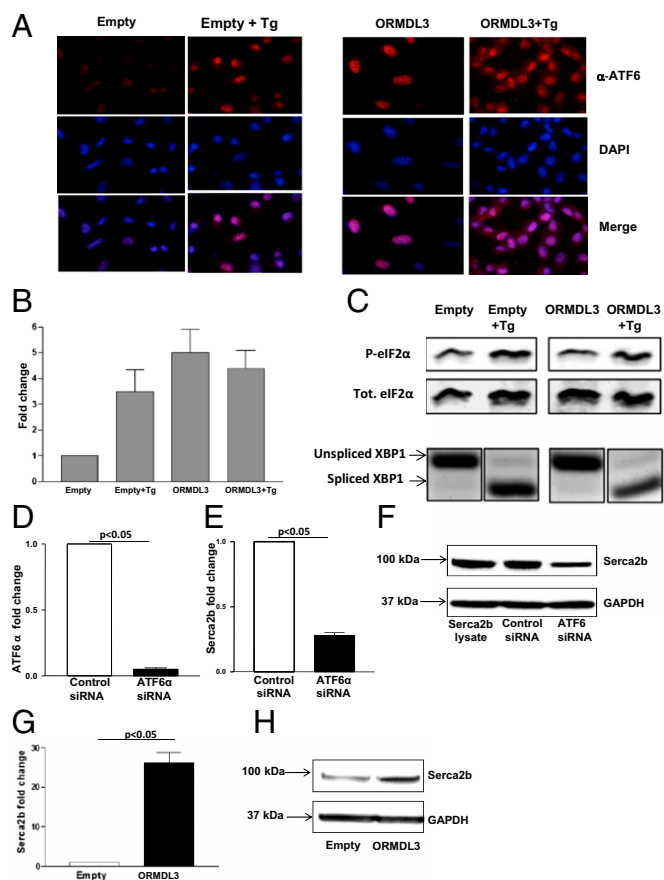 A
Empty
Empty + Tg
ORMDL3
ORMDL3+Tg
α-ATF6
DAPI
Merge
B
Fold change
6
5
4
3
2
1
0
Empty
Empty+Tg
ORMDL3
ORMDL3+Tg
C
Empty
Empty
+Tg
ORMDL3
ORMDL3
+Tg
P-eIF2α
Tot. eIF2α
Unspliced XBP1
Spliced XBP1
D
p<0.05
ATF6 α fold change
1.0
0.5
0.0
Control
siRNA
ATF6α
siRNA
E
p<0.05
Serca2b fold change
1.0
0.5
0.0
Control
siRNA
ATF6α
siRNA
F
100 kDa
Serca2b
37 kDa
GAPDH
Serca2b
lysate
Control
siRNA
ATF6
siRNA
G
p<0.05
Serca2b fold change
30
20
10
0
Empty
ORMDL3
H
100 kDa
Serca2b
37 kDa
GAPDH
Empty
ORMDL3